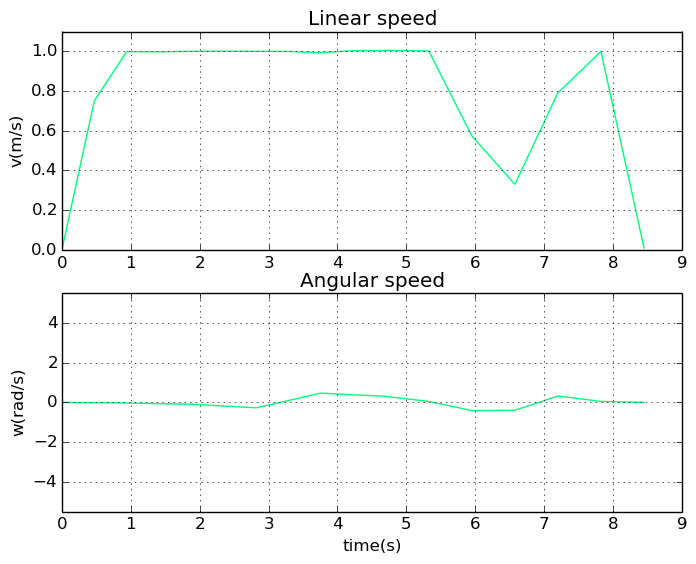 Linear speed
1.0
0.8
0.6
0.4
0.2
0.0
v(m/s)
0 1 2 3 4 5 6 7 8 9
Angular speed
4
2
0
−2
−4
w(rad/s)
0 1 2 3 4 5 6 7 8 9
time(s)